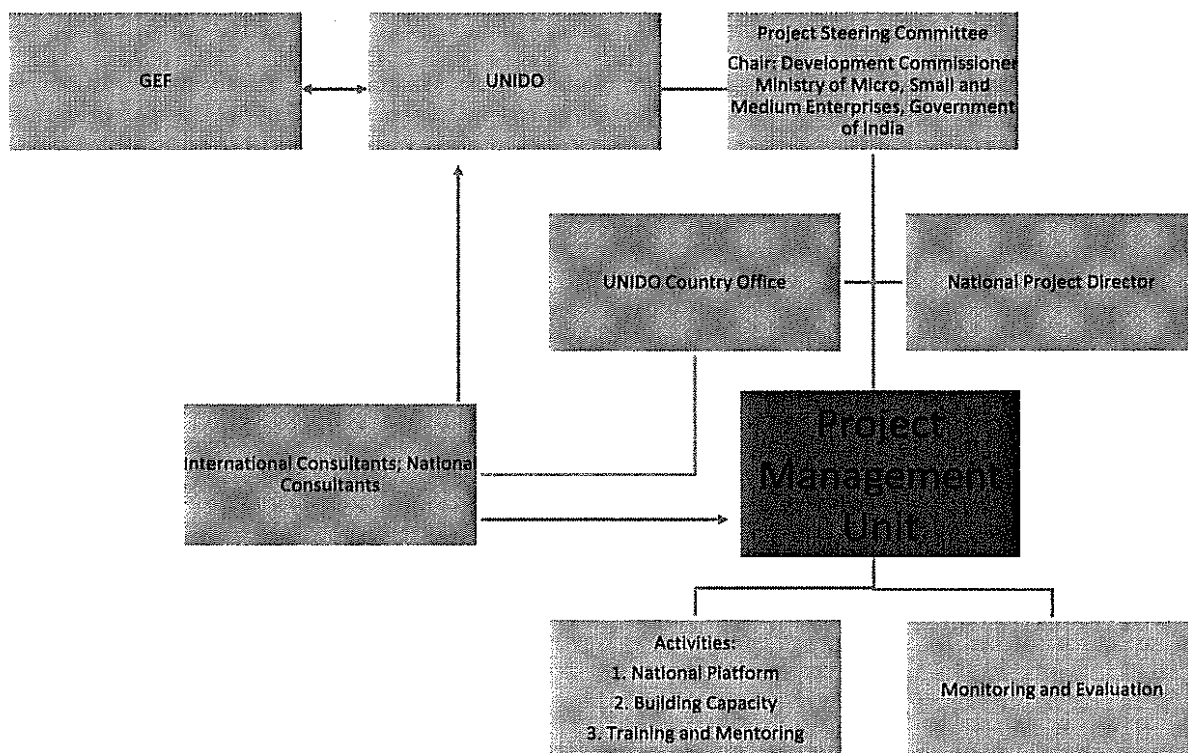 GEF
UNIDO
Project Steering Committee
Chair: Development Commissioner
Ministry of Micro, Small and
Medium Enterprises, Government
of India
UNIDO Country Office
National Project Director
International Consultants; National
Consultants
Project
Management
Unit
Activities:
1. National Platform
2. Building Capacity
3. Training and Mentoring
Monitoring and Evaluation